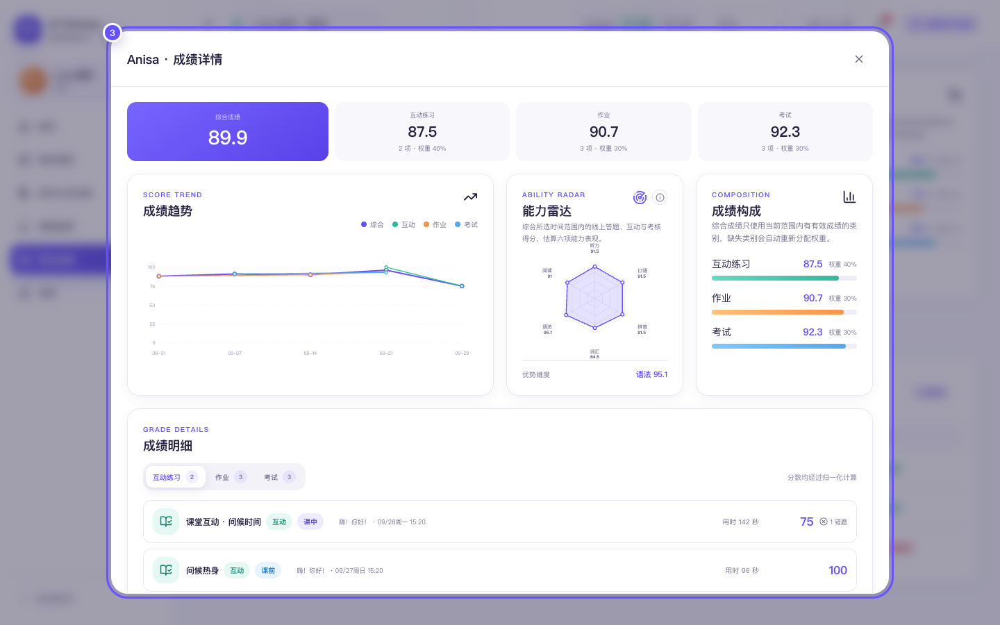 3
Anisa · 成绩详情
综合成绩
89.9
互动练习
87.5
2 项 · 权重 40%
作业
90.7
3 项 · 权重 30%
考试
92.3
3 项 · 权重 30%
SCORE TREND
成绩趋势
综合 互动 作业 考试
100
75
50
25
0
08-31 09-07 09-14 09-21 09-28
ABILITY RADAR
能力雷达
综合所选时间范围内的线上答题、互动与考核
得分，估算六项能力表现。
听力
91.5
口语
91.5
拼音
91.5
词汇
84.5
语法
95.1
阅读
91
优势维度 语法 95.1
COMPOSITION
成绩构成
综合成绩只使用当前范围内有有效成绩的类
别，缺失类别会自动重新分配权重。
互动练习 87.5 权重 40%
作业 90.7 权重 30%
考试 92.3 权重 30%
GRADE DETAILS
成绩明细
互动练习 2 作业 3 考试 3
分数均经过归一化计算
课堂互动 · 问候时间 互动 课中 嗨！你好！ · 09/28周一 15:20 用时 142 秒 75 1 错题
问候热身 互动 课前 嗨！你好！ · 09/27周日 15:20 用时 96 秒 100